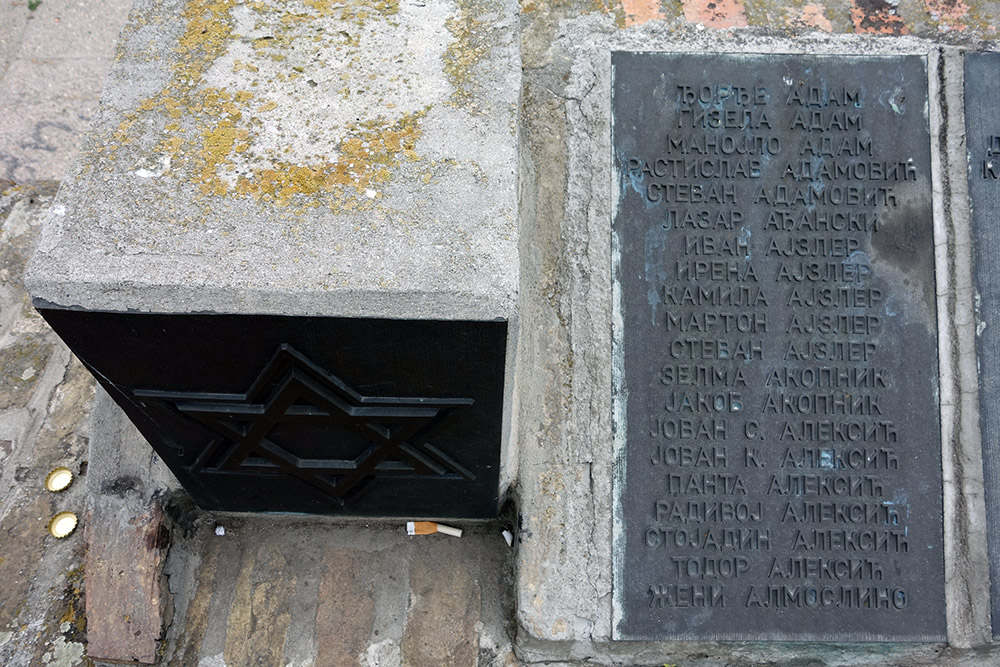 ЂОРЂЕ АДАМ
ГИЗЕЛА АДАМ
МАНОЈЛО АДАМ
РАСТИСЛАВ АДАМОВИЋ
СТЕВАН АДАМОВИЋ
ЛАЗАР АЂАНСКИ
ИВАН АЈЗЛЕР
ИРЕНА АЈЗЛЕР
КАМИЛА АЈЗЛЕР
МАРТОН АЈЗЛЕР
СТЕВАН АЈЗЛЕР
ЗЕЛМА АКОПНИК
ЈАКОБ АКОПНИК
ЈОВАН С. АЛЕКСИЋ
ЈОВАН К. АЛЕКСИЋ
ПАНТА АЛЕКСИЋ
РАДИВОЈ АЛЕКСИЋ
СТОЈАДИН АЛЕКСИЋ
ТОДОР АЛЕКСИЋ
ЖЕНИ АЛМОСЛИНО